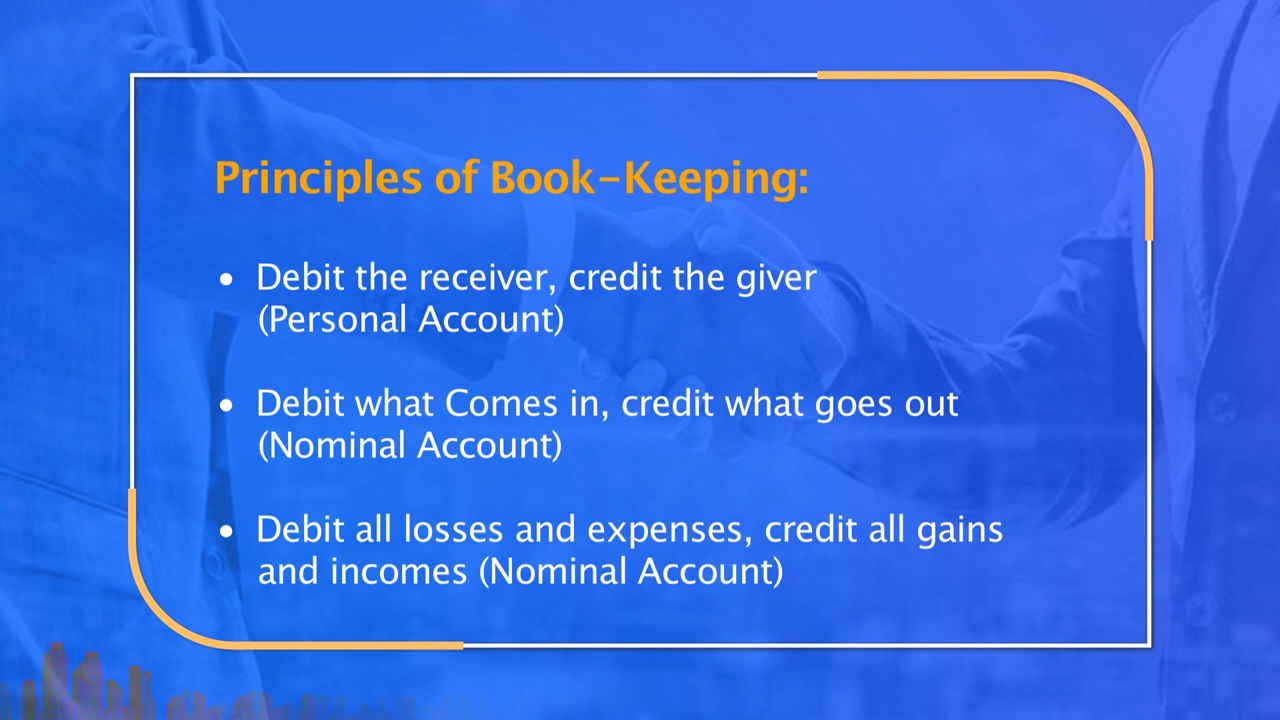 Principles of Book-Keeping:
• Debit the receiver, credit the giver
(Personal Account)
• Debit what Comes in, credit what goes out
(Nominal Account)
• Debit all losses and expenses, credit all gains
and incomes (Nominal Account)